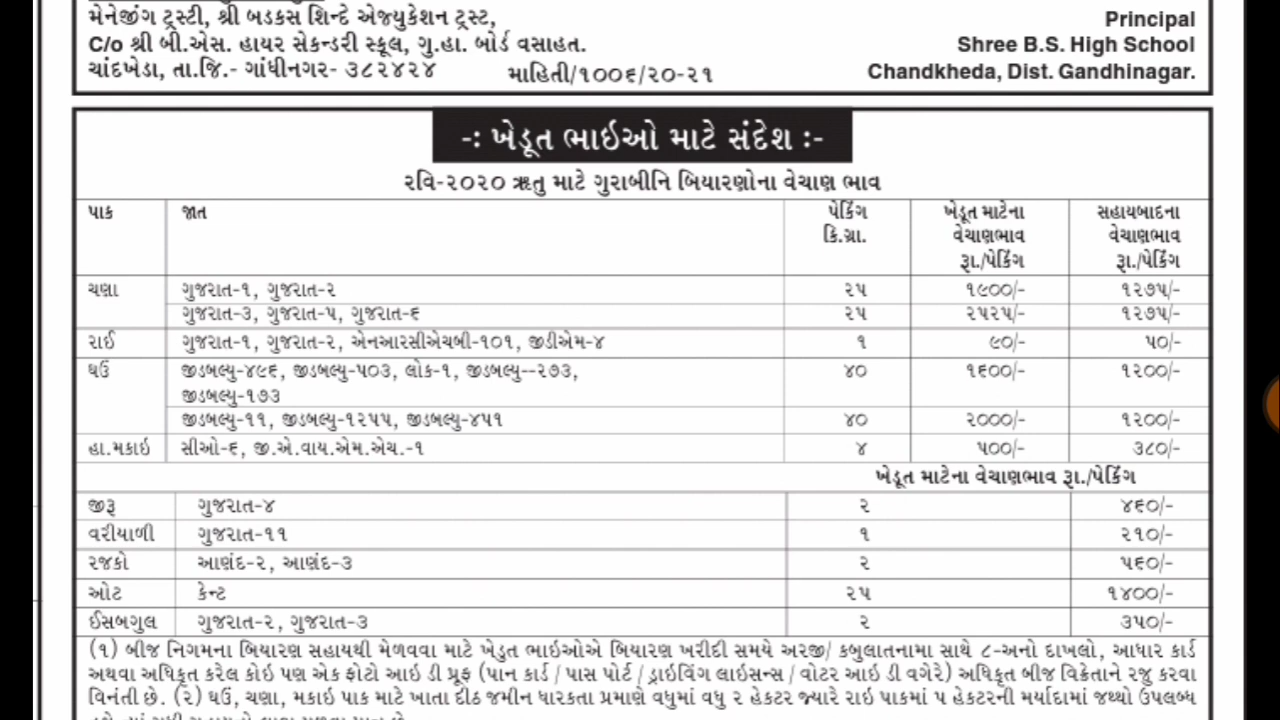 મેનેજીંગ ટ્રસ્ટી, શ્રી બડકસ શિન્દે એજ્યુકેશન ટ્રસ્ટ,
C/o શ્રી બી.એસ. હાયર સેકન્ડરી સ્કૂલ, ગુ.હા. બોર્ડ વસાહત.
ચાંદખેડા, તા.જિ.- ગાંધીનગર- ૩૮૨૪૨૪ માહિતી/૧૦૦૬/૨૦-૨૧
Principal
Shree B.S. High School
Chandkheda, Dist. Gandhinagar.
-: ખેડૂત ભાઇઓ માટે સંદેશ :-
રવિ-૨૦૨૦ ઋતુ માટે ગુરાબીનિ બિયારણોના વેચાણ ભાવ
પાક જાત પેકિંગ કિ.ગ્રા. ખેડૂત માટેના વેચાણભાવ રૂા./પેકિંગ સહાયબાદના વેચાણભાવ રૂા./પેકિંગ
ચણા ગુજરાત-૧, ગુજરાત-૨ ૨૫ ૧૯૦૦/- ૧૨૭૫/-
ગુજરાત-૩, ગુજરાત-૫, ગુજરાત-૬ ૨૫ ૨૫૨૫/- ૧૨૭૫/-
રાઈ ગુજરાત-૧, ગુજરાત-૨, એનઆરસીએચબી-૧૦૧, જીડીએમ-૪ ૧ ૯૦/- ૫૦/-
ઘઉં જીડબલ્યુ-૪૯૬, જીડબલ્યુ-૫૦૩, લોક-૧, જીડબલ્યુ--૨૭૩, ૪૦ ૧૬૦૦/- ૧૨૦૦/-
જીડબલ્યુ-૧૭૩
જીડબલ્યુ-૧૧, જીડબલ્યુ-૧૨૫૫, જીડબલ્યુ-૪૫૧ ૪૦ ૨૦૦૦/- ૧૨૦૦/-
હા.મકાઇ સીઓ-૬, જી.એ.વાય.એમ.એચ.-૧ ૪ ૫૦૦/- ૩૮૦/-
ખેડૂત માટેના વેચાણભાવ રૂા./પેકિંગ
જીરૂ ગુજરાત-૪ ૨ ૪૬૦/-
વરીયાળી ગુજરાત-૧૧ ૧ ૨૧૦/-
રજકો આણંદ-૨, આણંદ-૩ ૨ ૫૬૦/-
ઓટ કેન્ટ ૨૫ ૧૪૦૦/-
ઈસબગુલ ગુજરાત-૨, ગુજરાત-૩ ૨ ૩૫૦/-
(૧) બીજ નિગમના બિયારણ સહાયથી મેળવવા માટે ખેડુત ભાઇઓએ બિયારણ ખરીદી સમયે અરજી/ કબુલાતનામા સાથે ૮-અનો દાખલો, આધાર કાર્ડ
અથવા અધિકૃત કરેલ કોઇ પણ એક ફોટો આઇ ડી પ્રૂફ (પાન કાર્ડ / પાસ પોર્ટ / ડ્રાઇવિંગ લાઇસન્સ / વોટર આઇ ડી વગેરે) અધિકૃત બીજ વિક્રેતાને રજુ કરવા
વિનંતી છે. (૨) ઘઉં, ચણા, મકાઇ પાક માટે ખાતા દીઠ જમીન ધારકતા પ્રમાણે વધુમાં વધુ ૨ હેકટર જ્યારે રાઇ પાકમાં ૫ હેકટરની મર્યાદામાં જથ્થો ઉપલબ્ધ